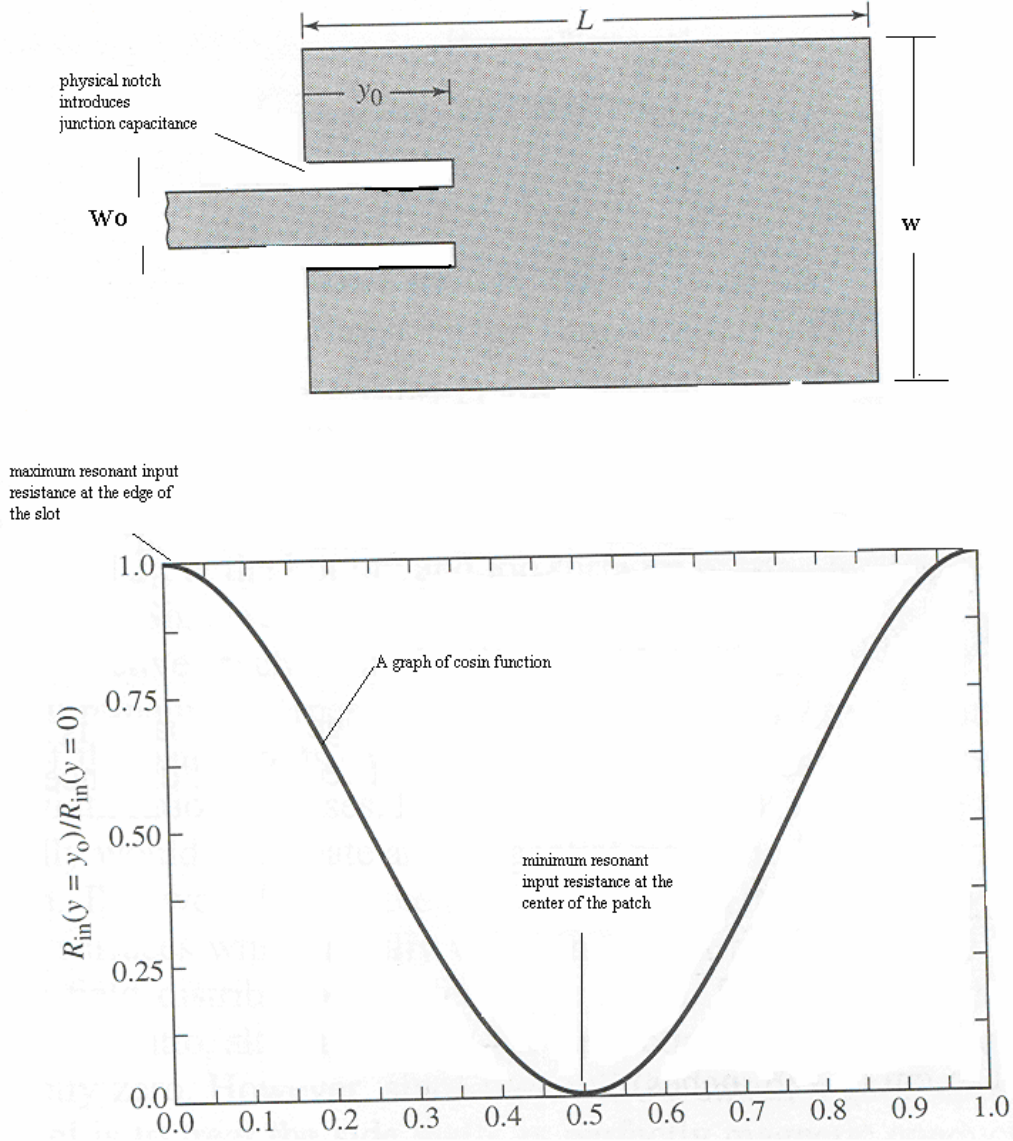 L
physical notch
introduces
junction capacitance
y0
Wo
w
maximum resonant input
resistance at the edge of
the slot
1.0
A graph of cosin function
0.75
Rin(y = yo)/Rin(y = 0)
0.50
minimum resonant
input resistance at the
center of the patch
0.25
0.0
0.0 0.1 0.2 0.3 0.4 0.5 0.6 0.7 0.8 0.9 1.0